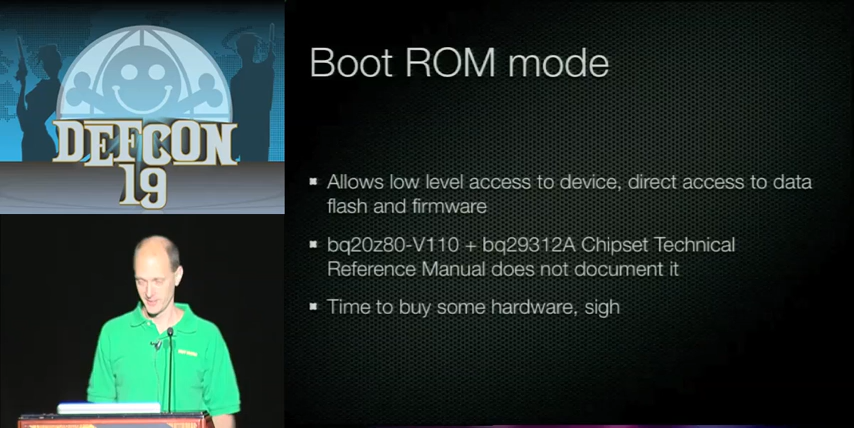 DEFCON
19
Boot ROM mode
Allows low level access to device, direct access to data
flash and firmware
bq20z80-V110 + bq29312A Chipset Technical
Reference Manual does not document it
Time to buy some hardware, sigh